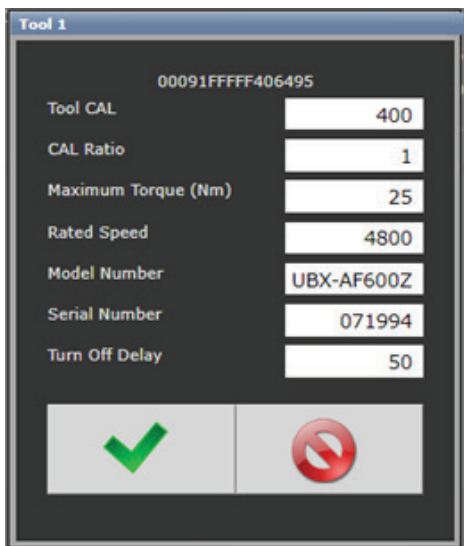 Tool 1
00091FFFFF406495
Tool CAL 400
CAL Ratio 1
Maximum Torque (Nm) 25
Rated Speed 4800
Model Number UBX-AF600Z
Serial Number 071994
Turn Off Delay 50